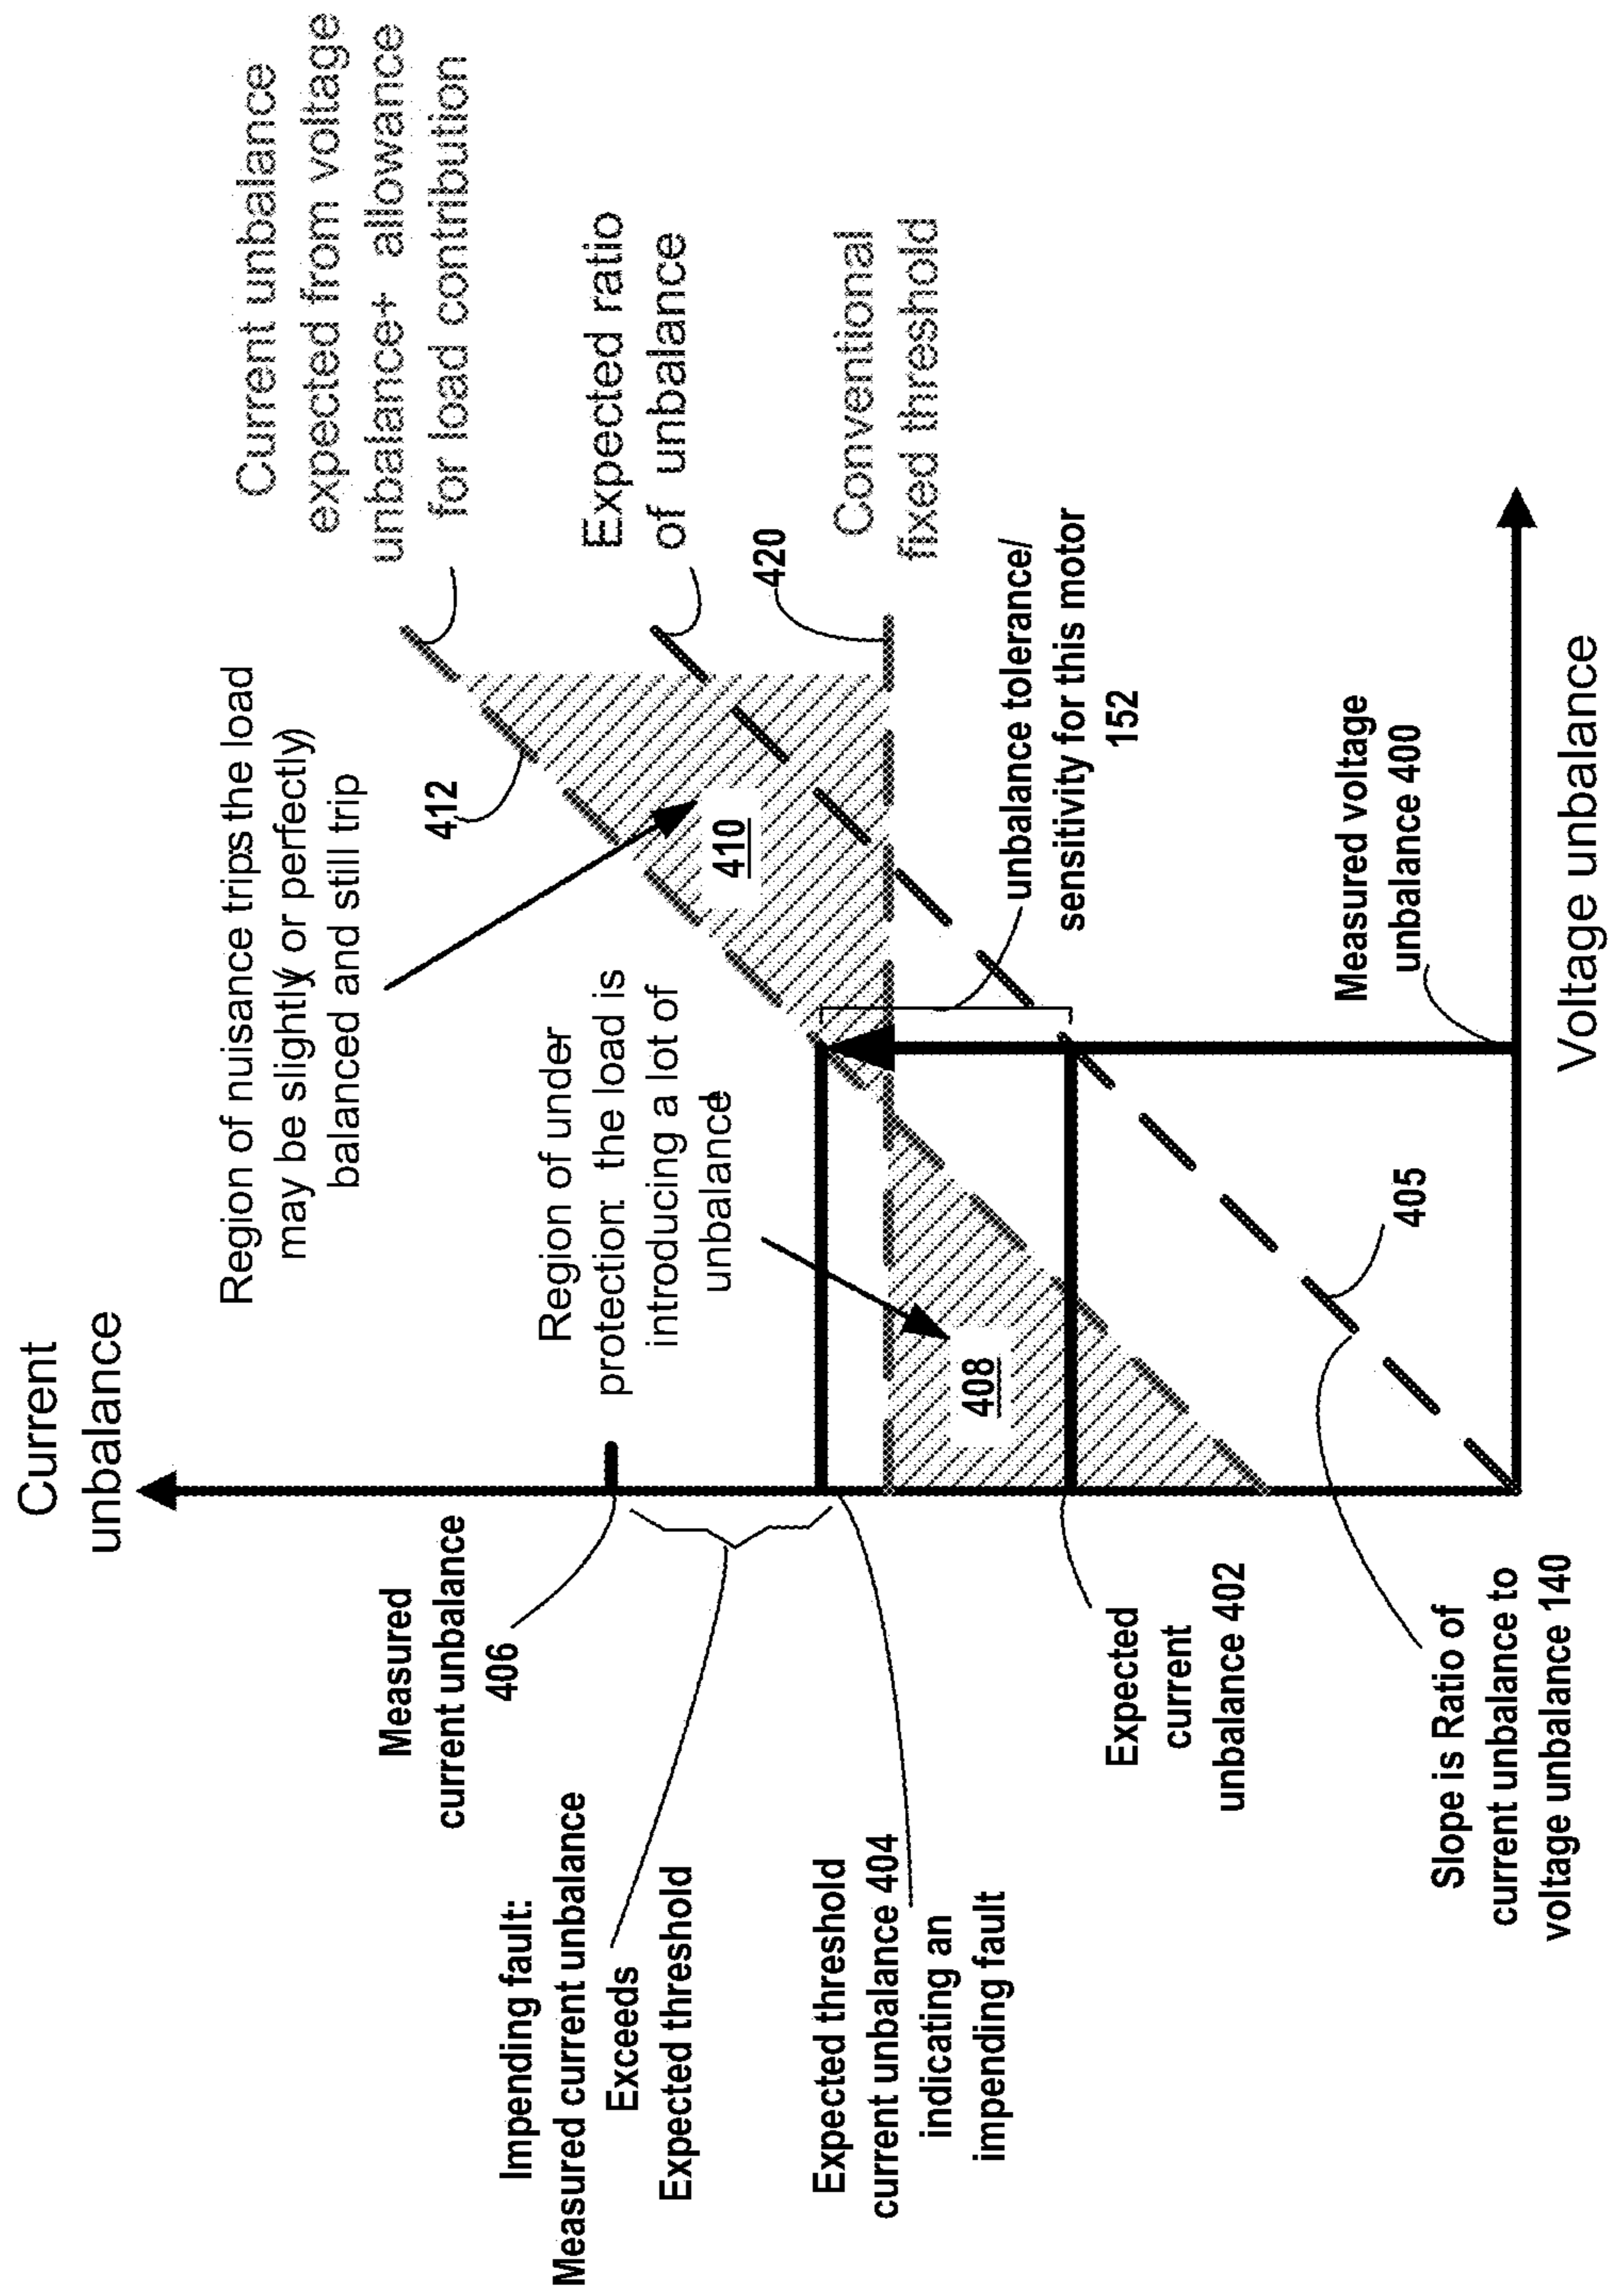 Current
unbalance
Region of nuisance trips the load
may be slightly or perfectly
balanced and still trip
412
Current unbalance
expected from voltage
unbalance+ allowance
for load contribution
Region of under
protection: the load is
introducing a lot of
unbalance
410
Expected ratio
of unbalance
420
Conventional
fixed threshold
408
unbalance tolerance/
sensitivity for this motor
152
Measured voltage
unbalance 400
Voltage unbalance
405
Measured
current unbalance
406
Impending fault:
Measured current unbalance
Exceeds
Expected threshold
Expected threshold
current unbalance 404
indicating an
impending fault
Expected
current
unbalance 402
Slope is Ratio of
current unbalance to
voltage unbalance 140